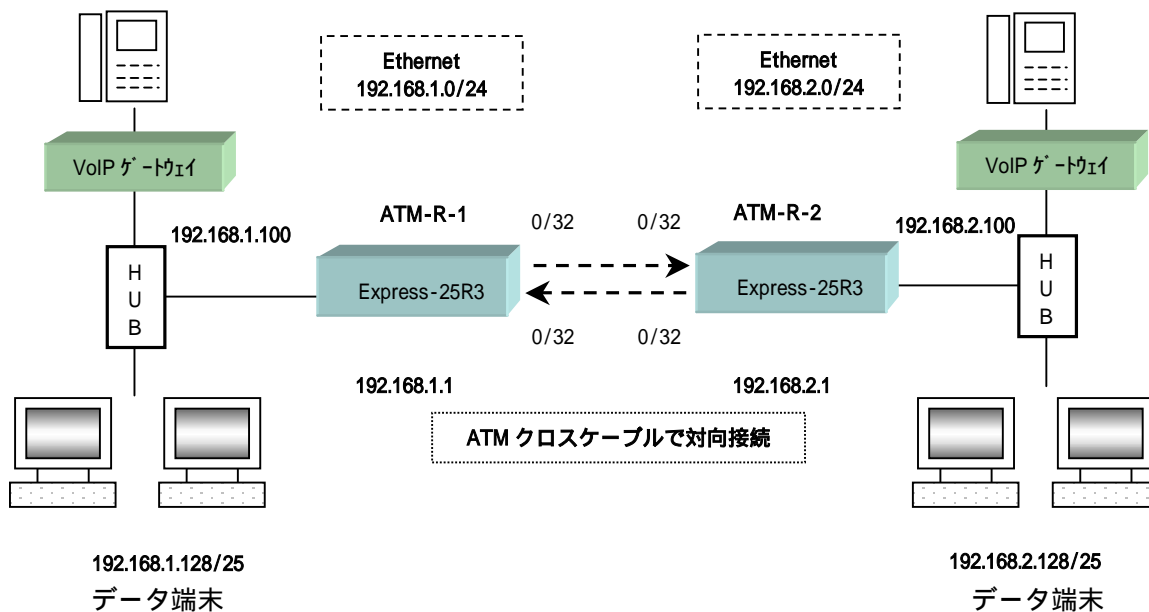 Ethernet
192.168.1.0/24
Ethernet
192.168.2.0/24
VoIP ｹﾞｰﾄｳｪｲ
VoIP ｹﾞｰﾄｳｪｲ
ATM-R-1
0/32
0/32
ATM-R-2
192.168.1.100
192.168.2.100
H
U
B
Express-25R3
Express-25R3
H
U
B
0/32
0/32
192.168.1.1
192.168.2.1
ATM クロスケーブルで対向接続
192.168.1.128/25
データ端末
192.168.2.128/25
データ端末